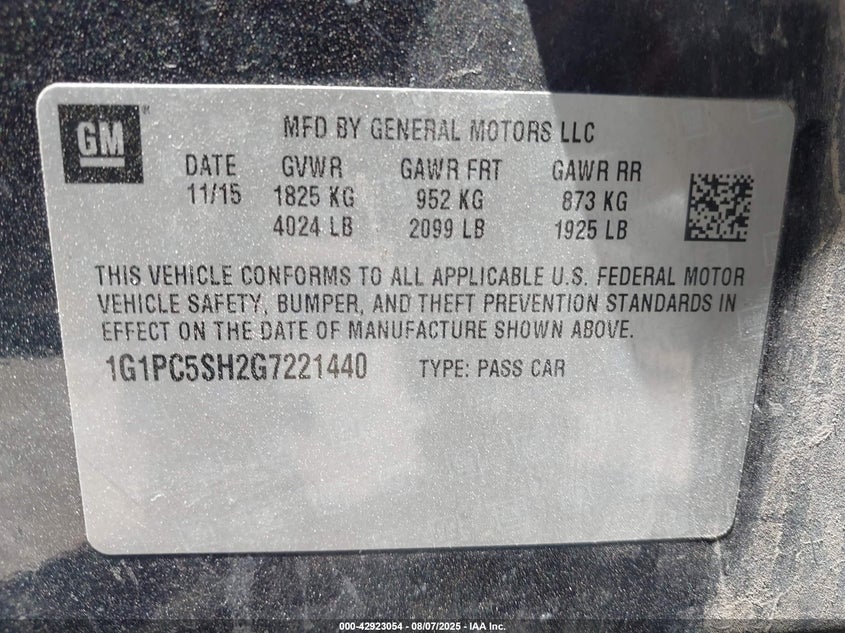 GM
MFD BY GENERAL MOTORS LLC
DATE GVWR GAWR FRT GAWR RR
11/15 1825 KG 952 KG 873 KG
4024 LB 2099 LB 1925 LB
THIS VEHICLE CONFORMS TO ALL APPLICABLE U.S. FEDERAL MOTOR
VEHICLE SAFETY, BUMPER, AND THEFT PREVENTION STANDARDS IN
EFFECT ON THE DATE OF MANUFACTURE SHOWN ABOVE.
1G1PC5SH2G7221440 TYPE: PASS CAR
000-42923054 - 08/07/2025 - IAA Inc.